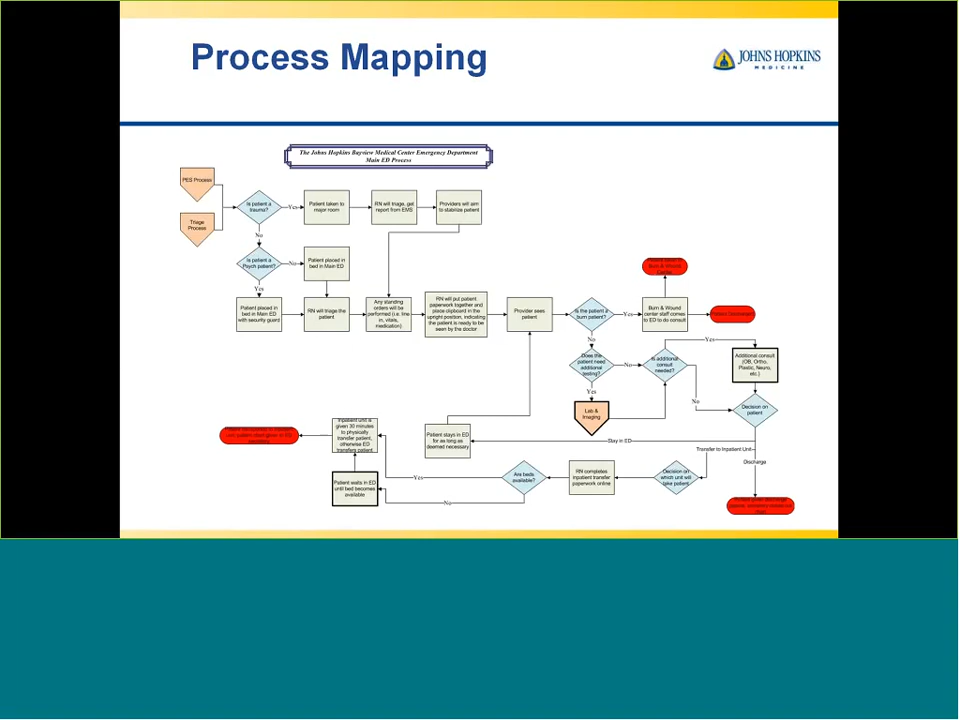 Process Mapping
JOHNS HOPKINS
MEDICINE
The Johns Hopkins Bayview Medical Center Emergency Department
Main ED Process
PES Process
Triage
Process
Is patient a
trauma?
Yes
Patient taken to
major room
RN will triage, get
report from EMS
Providers will aim
to stabilize patient
No
Is patient a
Psych patient?
No
Patient placed in
bed in Main ED
Yes
Patient placed in
bed in Main ED
with security guard
RN will triage the
patient
Any standing
orders will be
performed (i.e. line
in, vitals,
medication)
RN will put patient
paperwork together and
place clipboard in the
upright position, indicating
the patient is ready to be
seen by the doctor
Provider sees
patient
Is the patient a
burn patient?
Yes
Burn & Wound
center staff comes
to ED to do consult
Burn & Wound
Center
No
Does the
patient need
additional
testing?
No
Is additional
consult
needed?
Yes
Additional consult
(OB, Ortho,
Plastic, Neuro,
etc.)
Yes
Lab &
Imaging
No
Decision on
patient
Stay in ED
Patient stays in ED
for as long as
deemed necessary
Transfer to Inpatient Unit
Discharge
Decision on
which unit will
take patient
RN completes
inpatient transfer
paperwork online
Are beds
available?
Yes
No
Inpatient unit is
given 30 minutes
to physically
transfer patient,
otherwise ED
transfers patient
Patient waits in ED
until bed becomes
available